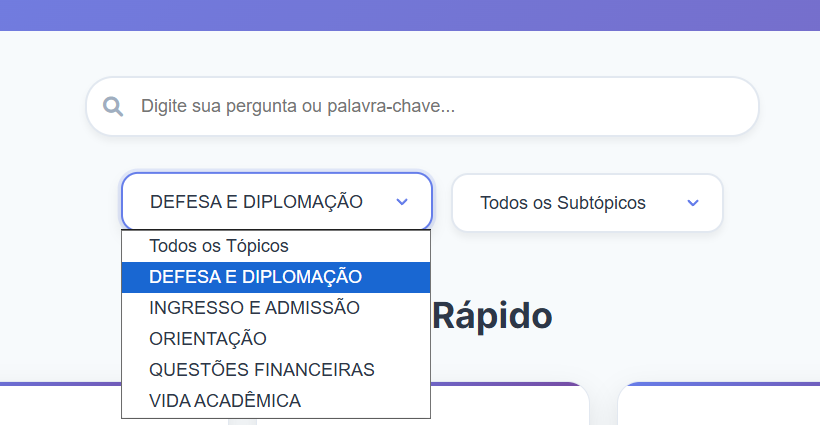 Digite sua pergunta ou palavra-chave...
DEFESA E DIPLOMAÇÃO
Todos os Subtópicos
Todos os Tópicos
DEFESA E DIPLOMAÇÃO
INGRESSO E ADMISSÃO
ORIENTAÇÃO
QUESTÕES FINANCEIRAS
VIDA ACADÊMICA
Rápido